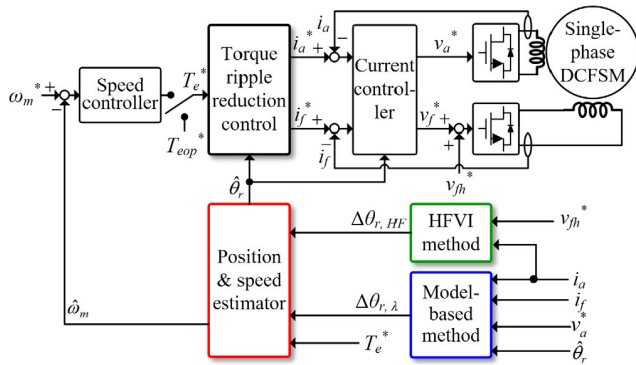 i_a
Single-phase DCFSM
ω_m* +
−
Speed controller
T_e*
T_eop*
Torque ripple reduction control
i_a* +
−
i_f* +
−
i_f
Current control-ler
v_a*
v_f* +
+
v_fh*
θ̂_r
Position & speed estimator
ω̂_m
Δθ_r, HF
HFVI method
v_fh*
Δθ_r, λ
Model-based method
i_a
i_f
v_a*
θ̂_r
T_e*